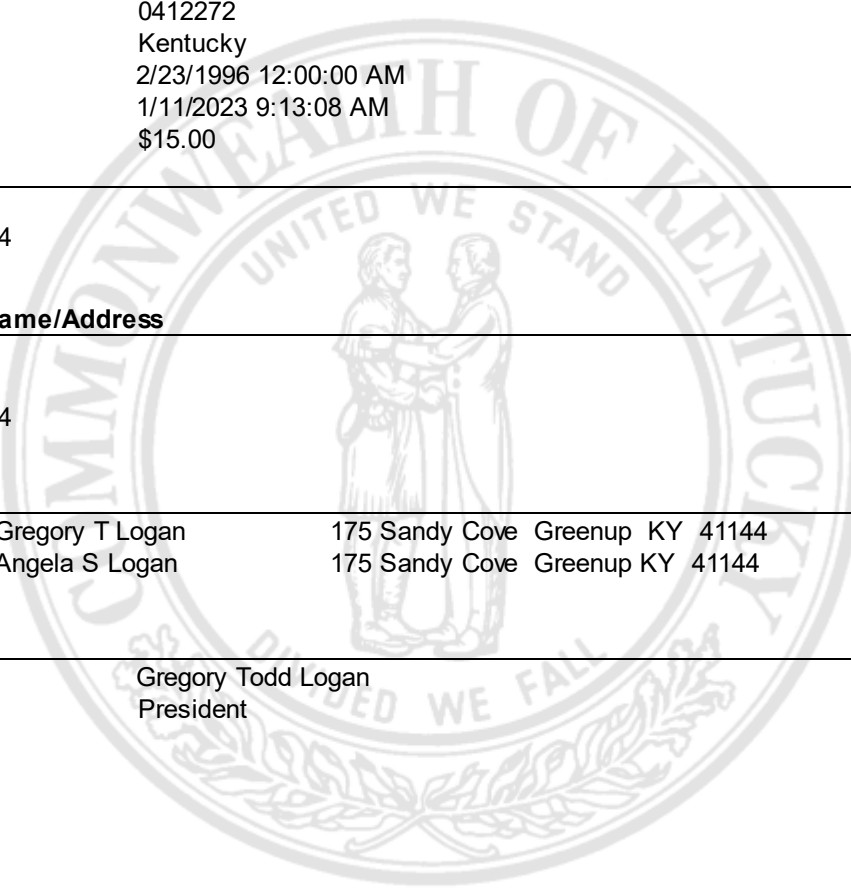 0412272
Kentucky
2/23/1996 12:00:00 AM
1/11/2023 9:13:08 AM
$15.00
4
ame/Address
4
Gregory T Logan 175 Sandy Cove Greenup KY 41144
Angela S Logan 175 Sandy Cove Greenup KY 41144
Gregory Todd Logan
President
COMMONWEALTH OF KENTUCKY
UNITED WE STAND
DIVIDED WE FALL